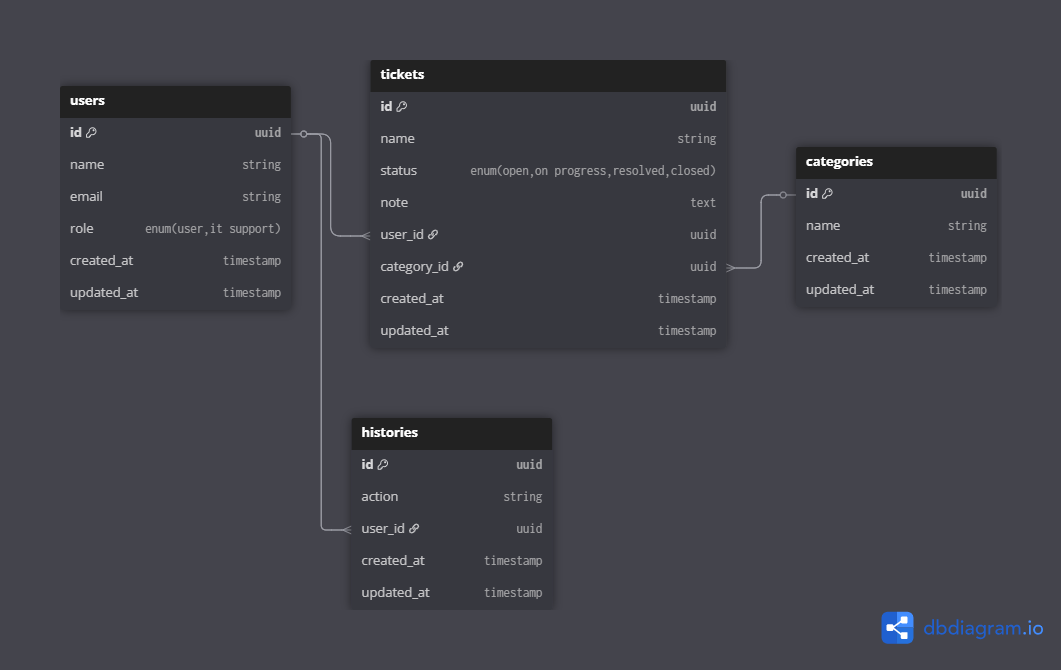 users
id uuid
name string
email string
role enum(user,it support)
created_at timestamp
updated_at timestamp
tickets
id uuid
name string
status enum(open,on progress,resolved,closed)
note text
user_id uuid
category_id uuid
created_at timestamp
updated_at timestamp
categories
id uuid
name string
created_at timestamp
updated_at timestamp
histories
id uuid
action string
user_id uuid
created_at timestamp
updated_at timestamp
dbdiagram.io